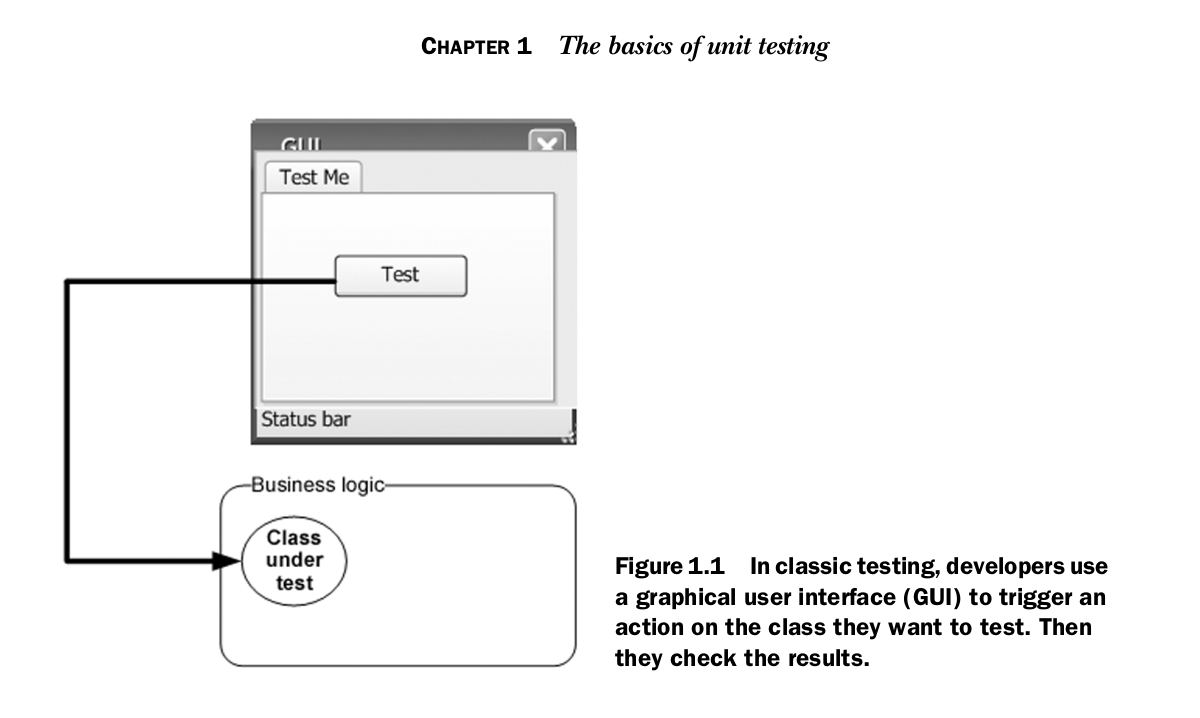 CHAPTER 1 The basics of unit testing
GUI
Test Me
Test
Status bar
Business logic
Class
under
test
Figure 1.1 In classic testing, developers use
a graphical user interface (GUI) to trigger an
action on the class they want to test. Then
they check the results.